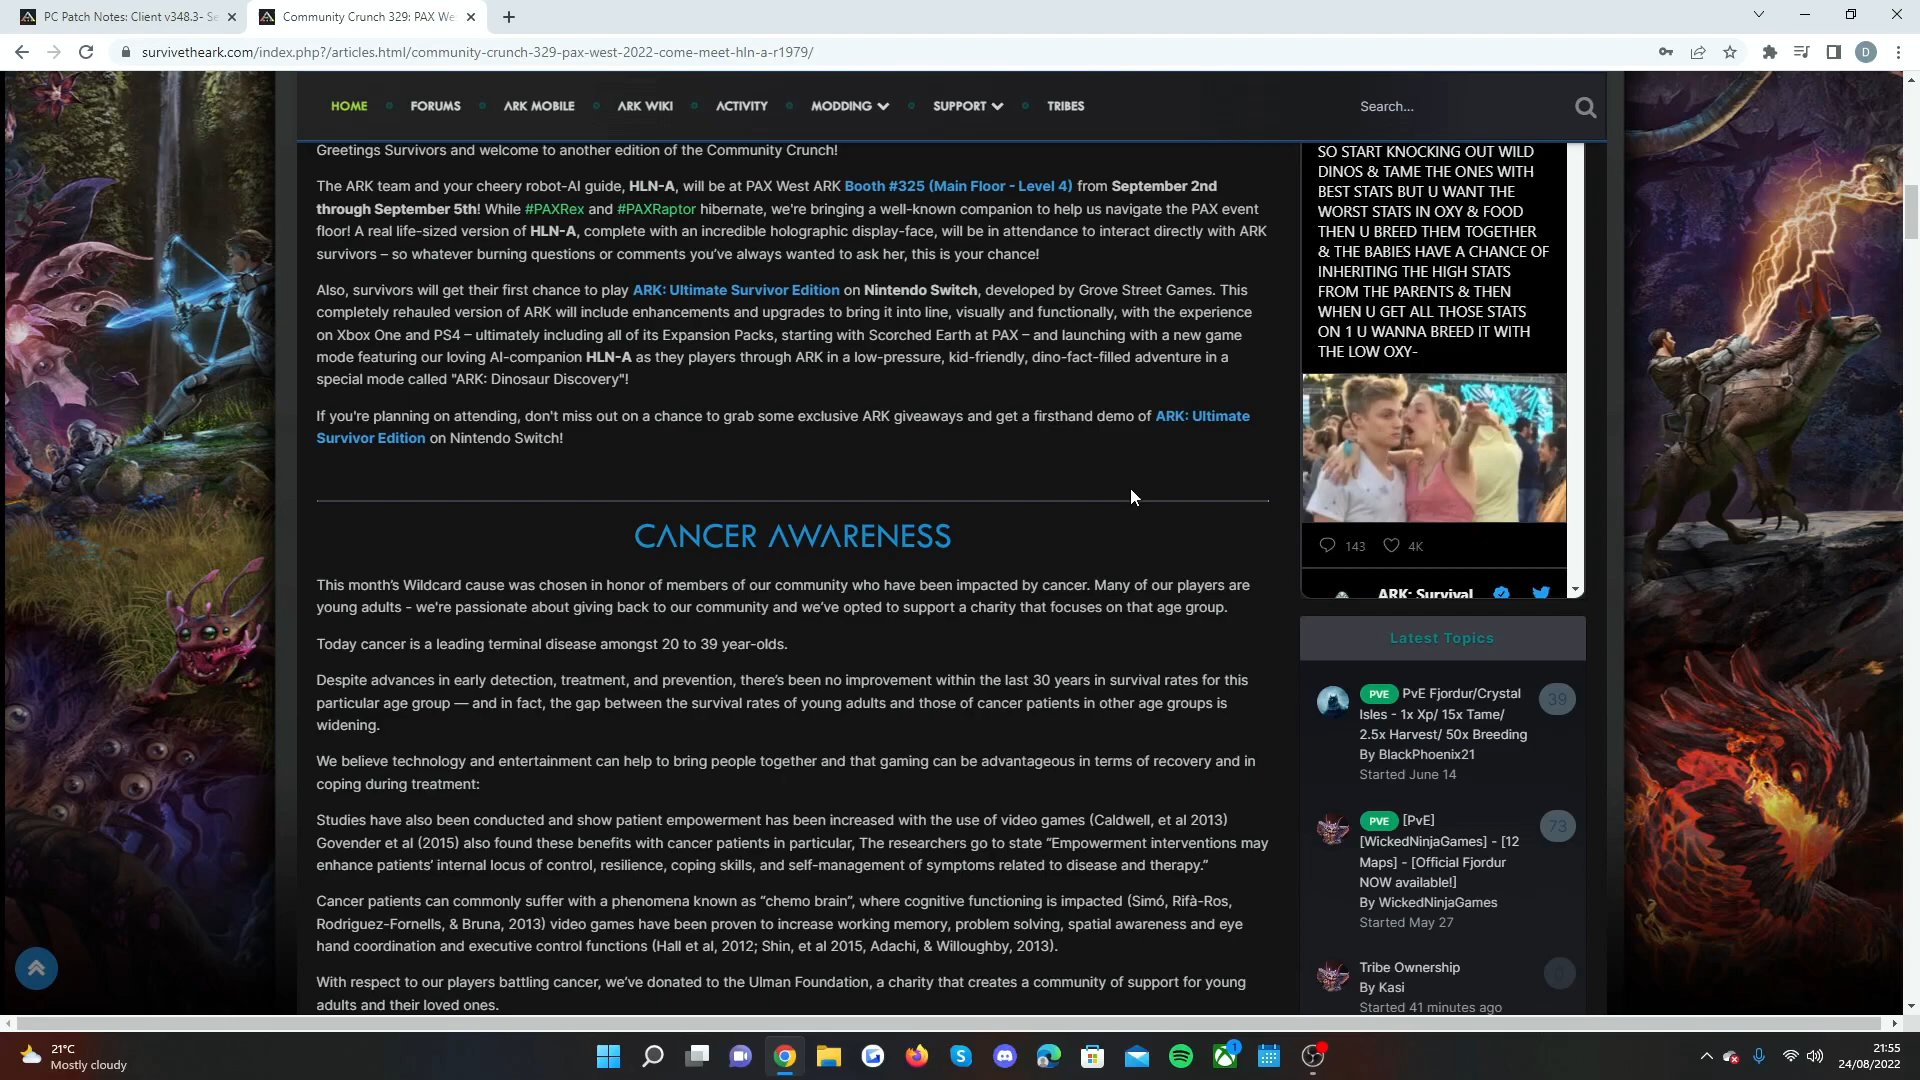 PC Patch Notes: Client v348.3- Se
Community Crunch 329: PAX We
survivetheark.com/index.php?/articles.html/community-crunch-329-pax-west-2022-come-meet-hln-a-r1979/
D
HOME FORUMS ARK MOBILE ARK WIKI ACTIVITY MODDING SUPPORT TRIBES
Search...
Greetings Survivors and welcome to another edition of the Community Crunch!
The ARK team and your cheery robot-AI guide, HLN-A, will be at PAX West ARK Booth #325 (Main Floor - Level 4) from September 2nd
through September 5th! While #PAXRex and #PAXRaptor hibernate, we're bringing a well-known companion to help us navigate the PAX event
floor! A real life-sized version of HLN-A, complete with an incredible holographic display-face, will be in attendance to interact directly with ARK
survivors – so whatever burning questions or comments you've always wanted to ask her, this is your chance!
Also, survivors will get their first chance to play ARK: Ultimate Survivor Edition on Nintendo Switch, developed by Grove Street Games. This
completely rehauled version of ARK will include enhancements and upgrades to bring it into line, visually and functionally, with the experience
on Xbox One and PS4 – ultimately including all of its Expansion Packs, starting with Scorched Earth at PAX – and launching with a new game
mode featuring our loving AI-companion HLN-A as they players through ARK in a low-pressure, kid-friendly, dino-fact-filled adventure in a
special mode called "ARK: Dinosaur Discovery"!
If you're planning on attending, don't miss out on a chance to grab some exclusive ARK giveaways and get a firsthand demo of ARK: Ultimate
Survivor Edition on Nintendo Switch!
CANCER AWARENESS
This month's Wildcard cause was chosen in honor of members of our community who have been impacted by cancer. Many of our players are
young adults - we're passionate about giving back to our community and we've opted to support a charity that focuses on that age group.
Today cancer is a leading terminal disease amongst 20 to 39 year-olds.
Despite advances in early detection, treatment, and prevention, there's been no improvement within the last 30 years in survival rates for this
particular age group — and in fact, the gap between the survival rates of young adults and those of cancer patients in other age groups is
widening.
We believe technology and entertainment can help to bring people together and that gaming can be advantageous in terms of recovery and in
coping during treatment:
Studies have also been conducted and show patient empowerment has been increased with the use of video games (Caldwell, et al 2013)
Govender et al (2015) also found these benefits with cancer patients in particular, The researchers go to state “Empowerment interventions may
enhance patients’ internal locus of control, resilience, coping skills, and self-management of symptoms related to disease and therapy.”
Cancer patients can commonly suffer with a phenomena known as “chemo brain”, where cognitive functioning is impacted (Simó, Rifà-Ros,
Rodriguez-Fornells, & Bruna, 2013) video games have been proven to increase working memory, problem solving, spatial awareness and eye
hand coordination and executive control functions (Hall et al, 2012; Shin, et al 2015, Adachi, & Willoughby, 2013).
With respect to our players battling cancer, we’ve donated to the Ulman Foundation, a charity that creates a community of support for young
adults and their loved ones.
SO START KNOCKING OUT WILD
DINOS & TAME THE ONES WITH
BEST STATS BUT U WANT THE
WORST STATS IN OXY & FOOD
THEN U BREED THEM TOGETHER
& THE BABIES HAVE A CHANCE OF
INHERITING THE HIGH STATS
FROM THE PARENTS & THEN
WHEN U GET ALL THOSE STATS
ON 1 U WANNA BREED IT WITH
THE LOW OXY-
143 4K
ARK: Survival
Latest Topics
PVE PvE Fjordur/Crystal
Isles - 1x Xp/ 15x Tame/
2.5x Harvest/ 50x Breeding
By BlackPhoenix21
Started June 14
39
PVE [PvE]
[WickedNinjaGames] - [12
Maps] - [Official Fjordur
NOW available!]
By WickedNinjaGames
Started May 27
73
Tribe Ownership
By Kasi
Started 41 minutes ago
21°C
Mostly cloudy
1
21:55
24/08/2022